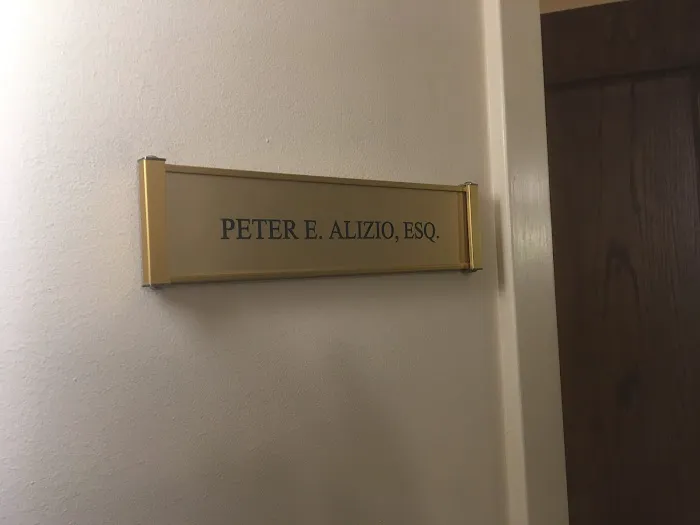 PETER E. ALIZIO, ESQ.